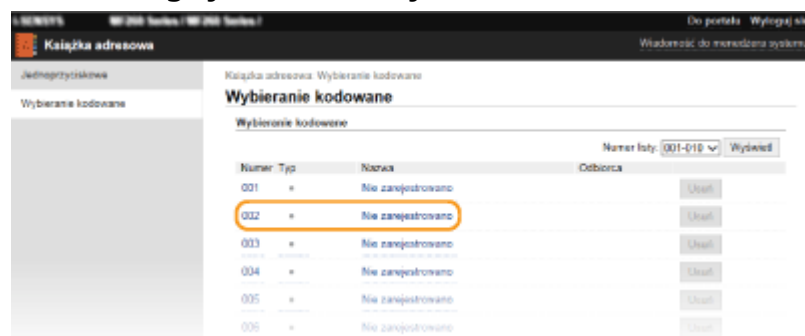 Do portalu Wyloguj się
Książka adresowa
Wiadomość do menedżera systemu
Jednoprzyciskowe
Wybieranie kodowane
Książka adresowa: Wybieranie kodowane
Wybieranie kodowane
Wybieranie kodowane
Numer listy: 001-010 Wyświetl
Numer Typ Nazwa Odbiorca
001 Nie zarejestrowano Usuń
002 Nie zarejestrowano Usuń
003 Nie zarejestrowano Usuń
004 Nie zarejestrowano Usuń
005 Nie zarejestrowano Usuń
006 Nie zarejestrowano Usuń